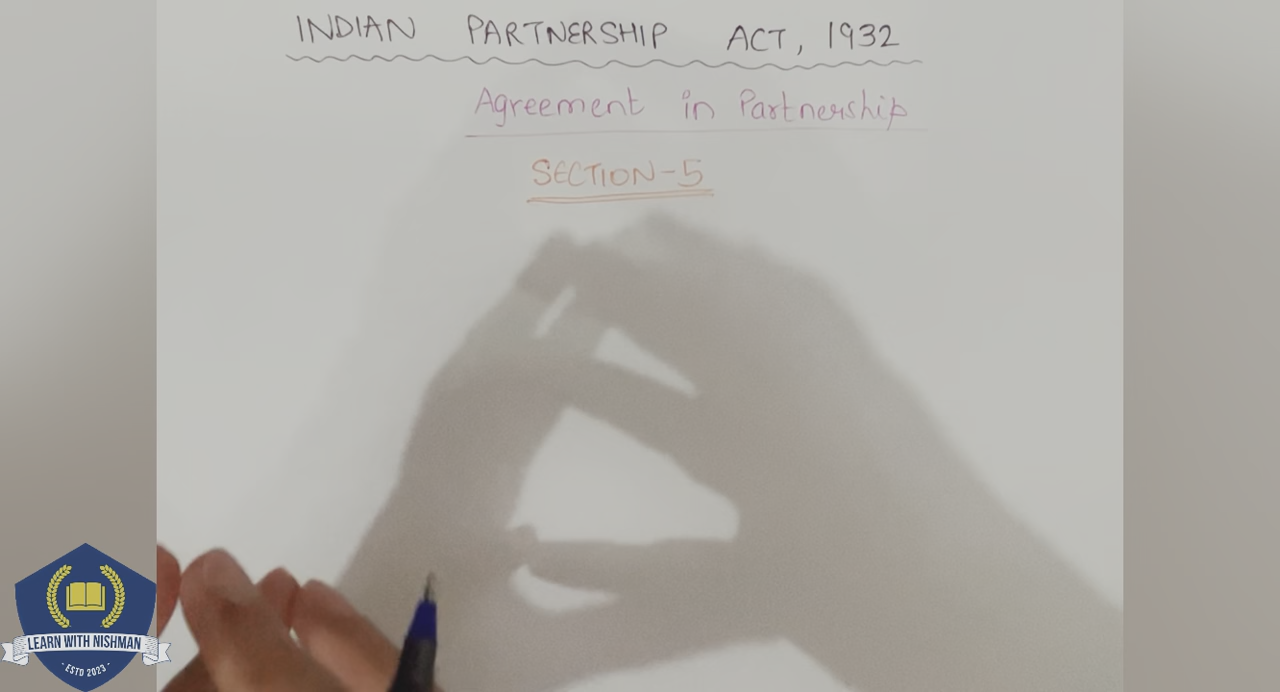 INDIAN PARTNERSHIP ACT, 1932
Agreement in Partnership
SECTION-5
LEARN WITH NISHMAN
- ESTD 2023 -